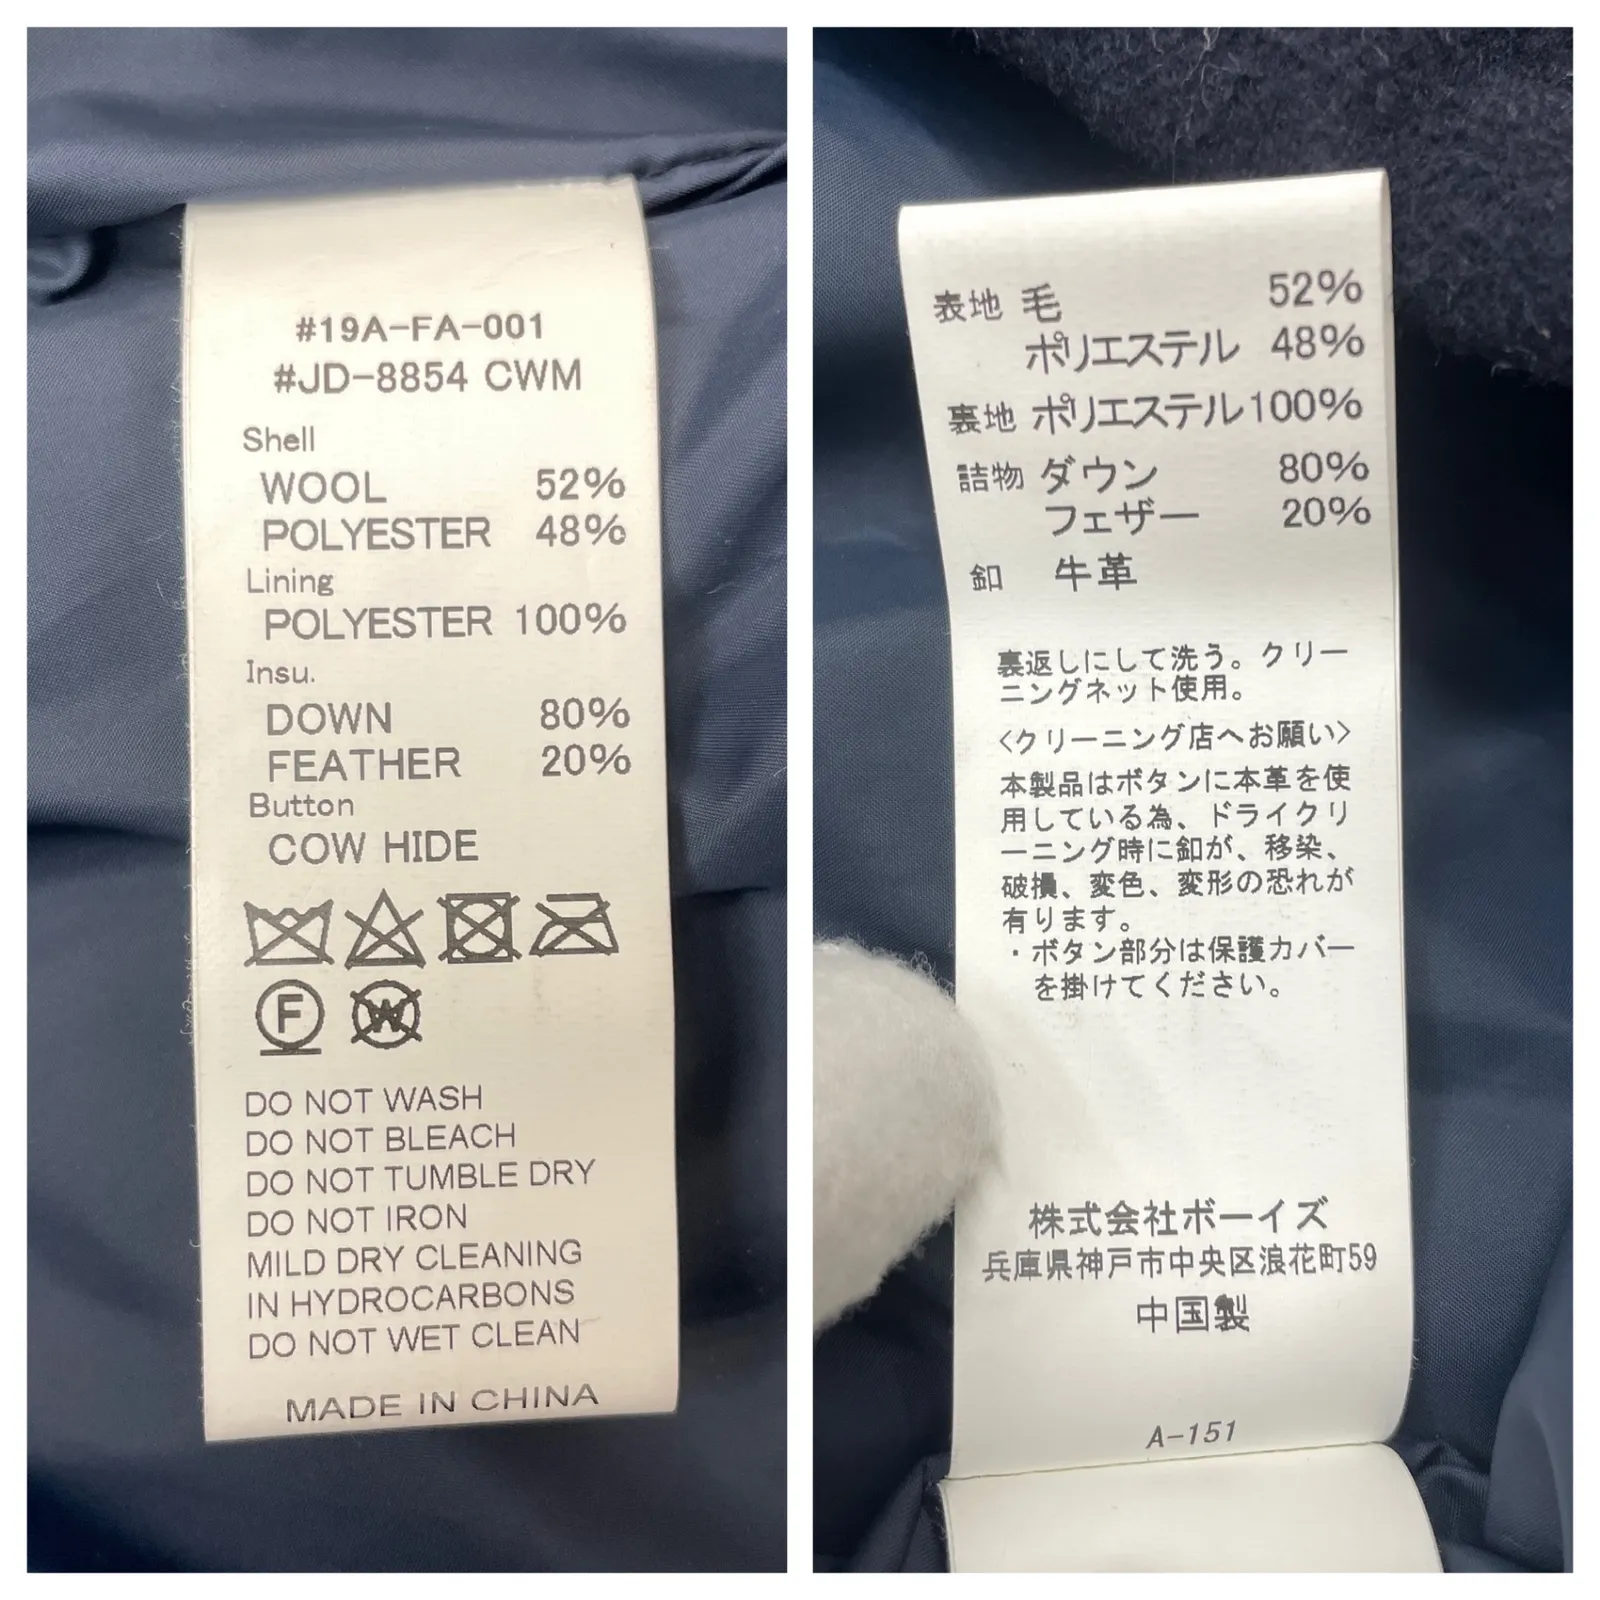 #19A-FA-001
#JD-8854 CWM
Shell
WOOL 52%
POLYESTER 48%
Lining
POLYESTER 100%
Insu.
DOWN 80%
FEATHER 20%
Button
COW HIDE
F W
DO NOT WASH
DO NOT BLEACH
DO NOT TUMBLE DRY
DO NOT IRON
MILD DRY CLEANING
IN HYDROCARBONS
DO NOT WET CLEAN
MADE IN CHINA
表地 毛 52%
ポリエステル 48%
裏地 ポリエステル100%
詰物 ダウン 80%
フェザー 20%
釦 牛革
裏返しにして洗う。クリー
ニングネット使用。
<クリーニング店へお願い>
本製品はボタンに本革を使
用している為、ドライクリ
ーニング時に釦が、移染、
破損、変色、変形の恐れが
有ります。
・ボタン部分は保護カバー
を掛けてください。
株式会社ボーイズ
兵庫県神戸市中央区浪花町59
中国製
A-151